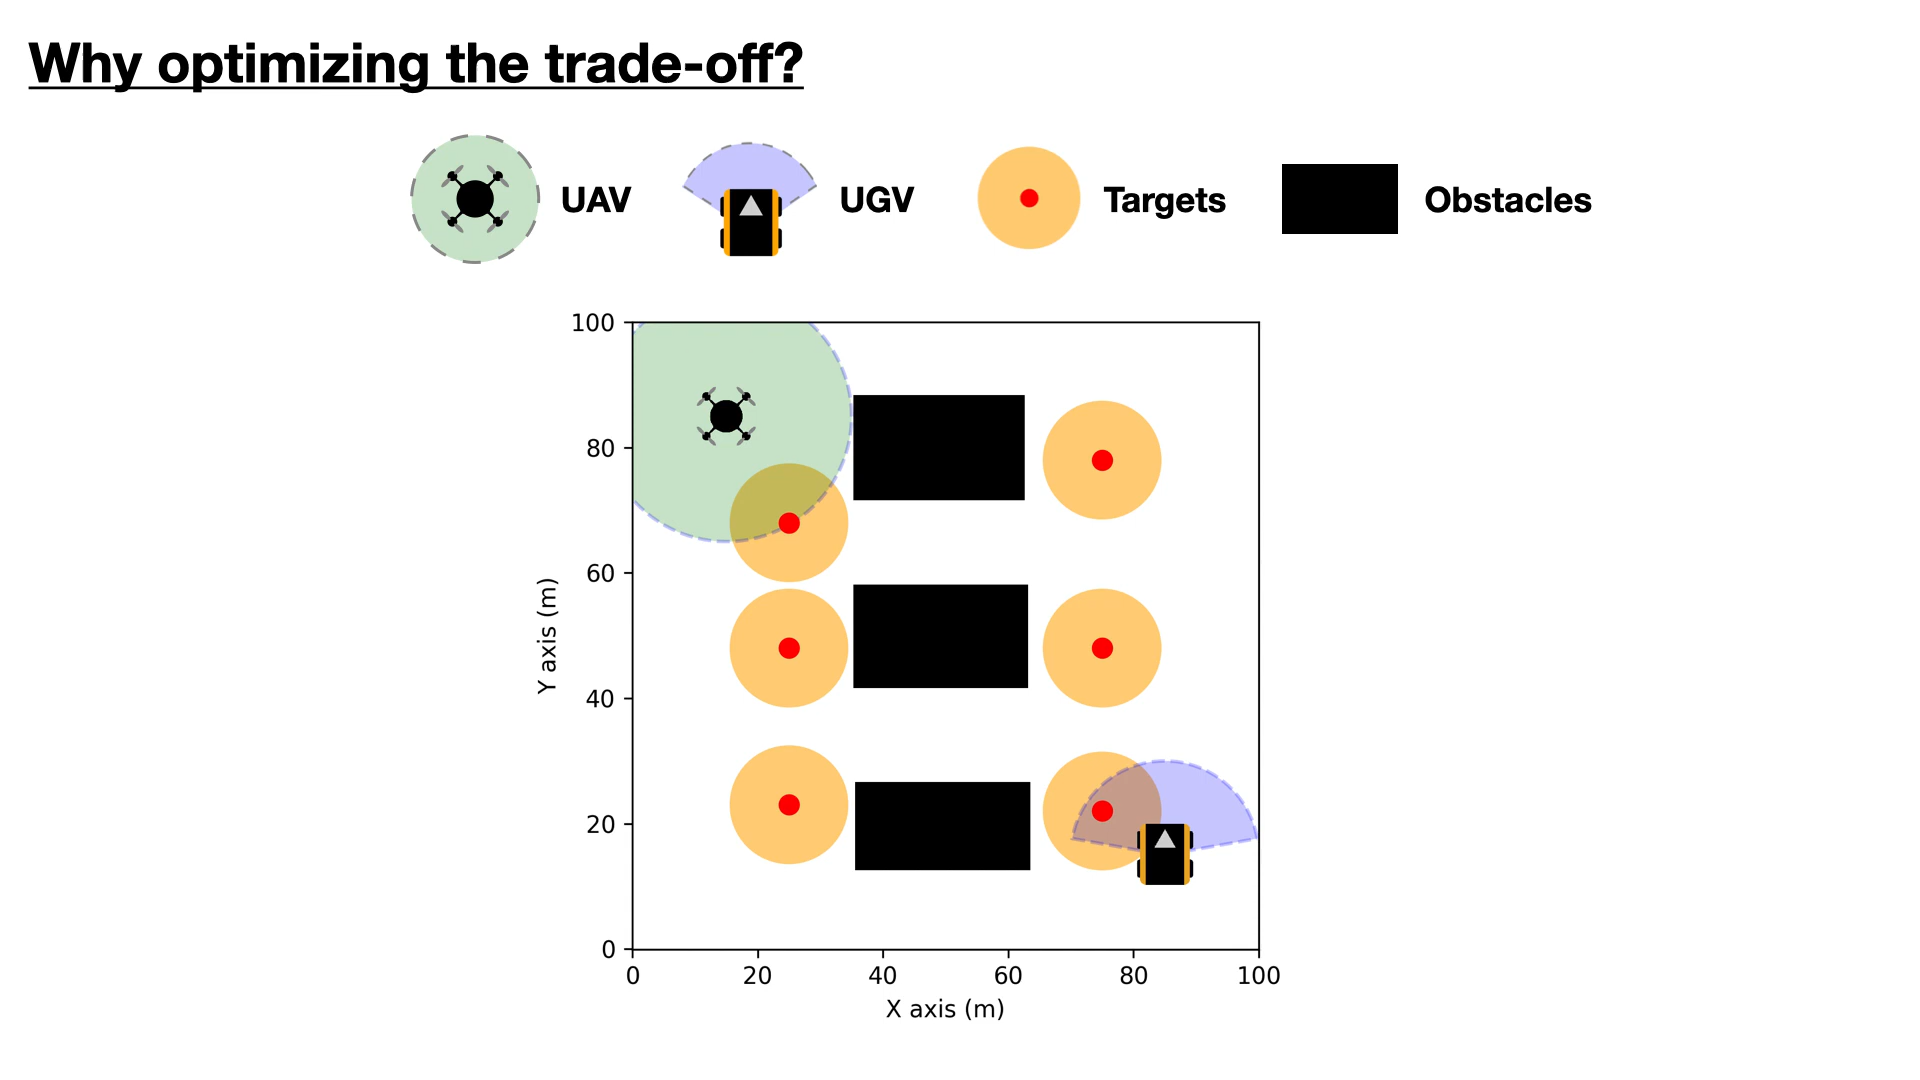 Why optimizing the trade-off?
UAV UGV Targets Obstacles
100
80
60
40
20
0
Y axis (m)
0 20 40 60 80 100
X axis (m)